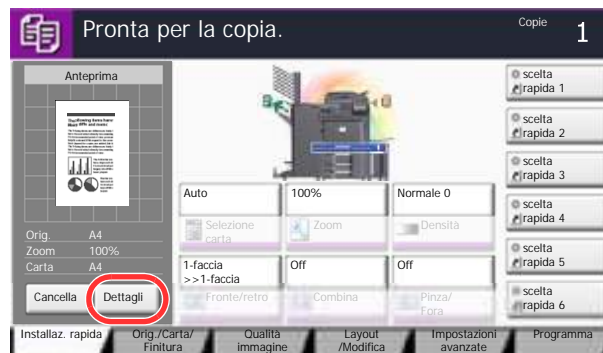 Pronta per la copia.
Copie 1
Anteprima
Orig. A4
Zoom 100%
Carta A4
Cancella
Dettagli
Auto
Selezione
carta
100%
Zoom
Normale 0
Densità
1-faccia
>>1-faccia
Fronte/retro
Off
Combina
Off
Pinza/
Fora
scelta
rapida 1
scelta
rapida 2
scelta
rapida 3
scelta
rapida 4
scelta
rapida 5
scelta
rapida 6
Installaz. rapida
Orig./Carta/
Finitura
Qualità
immagine
Layout
/Modifica
Impostazioni
avanzate
Programma